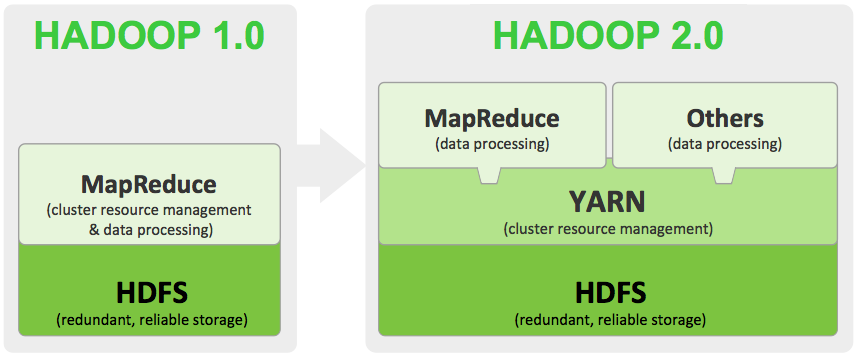 HADOOP 1.0
MapReduce
(cluster resource management
& data processing)
HDFS
(redundant, reliable storage)
HADOOP 2.0
MapReduce
(data processing)
Others
(data processing)
YARN
(cluster resource management)
HDFS
(redundant, reliable storage)